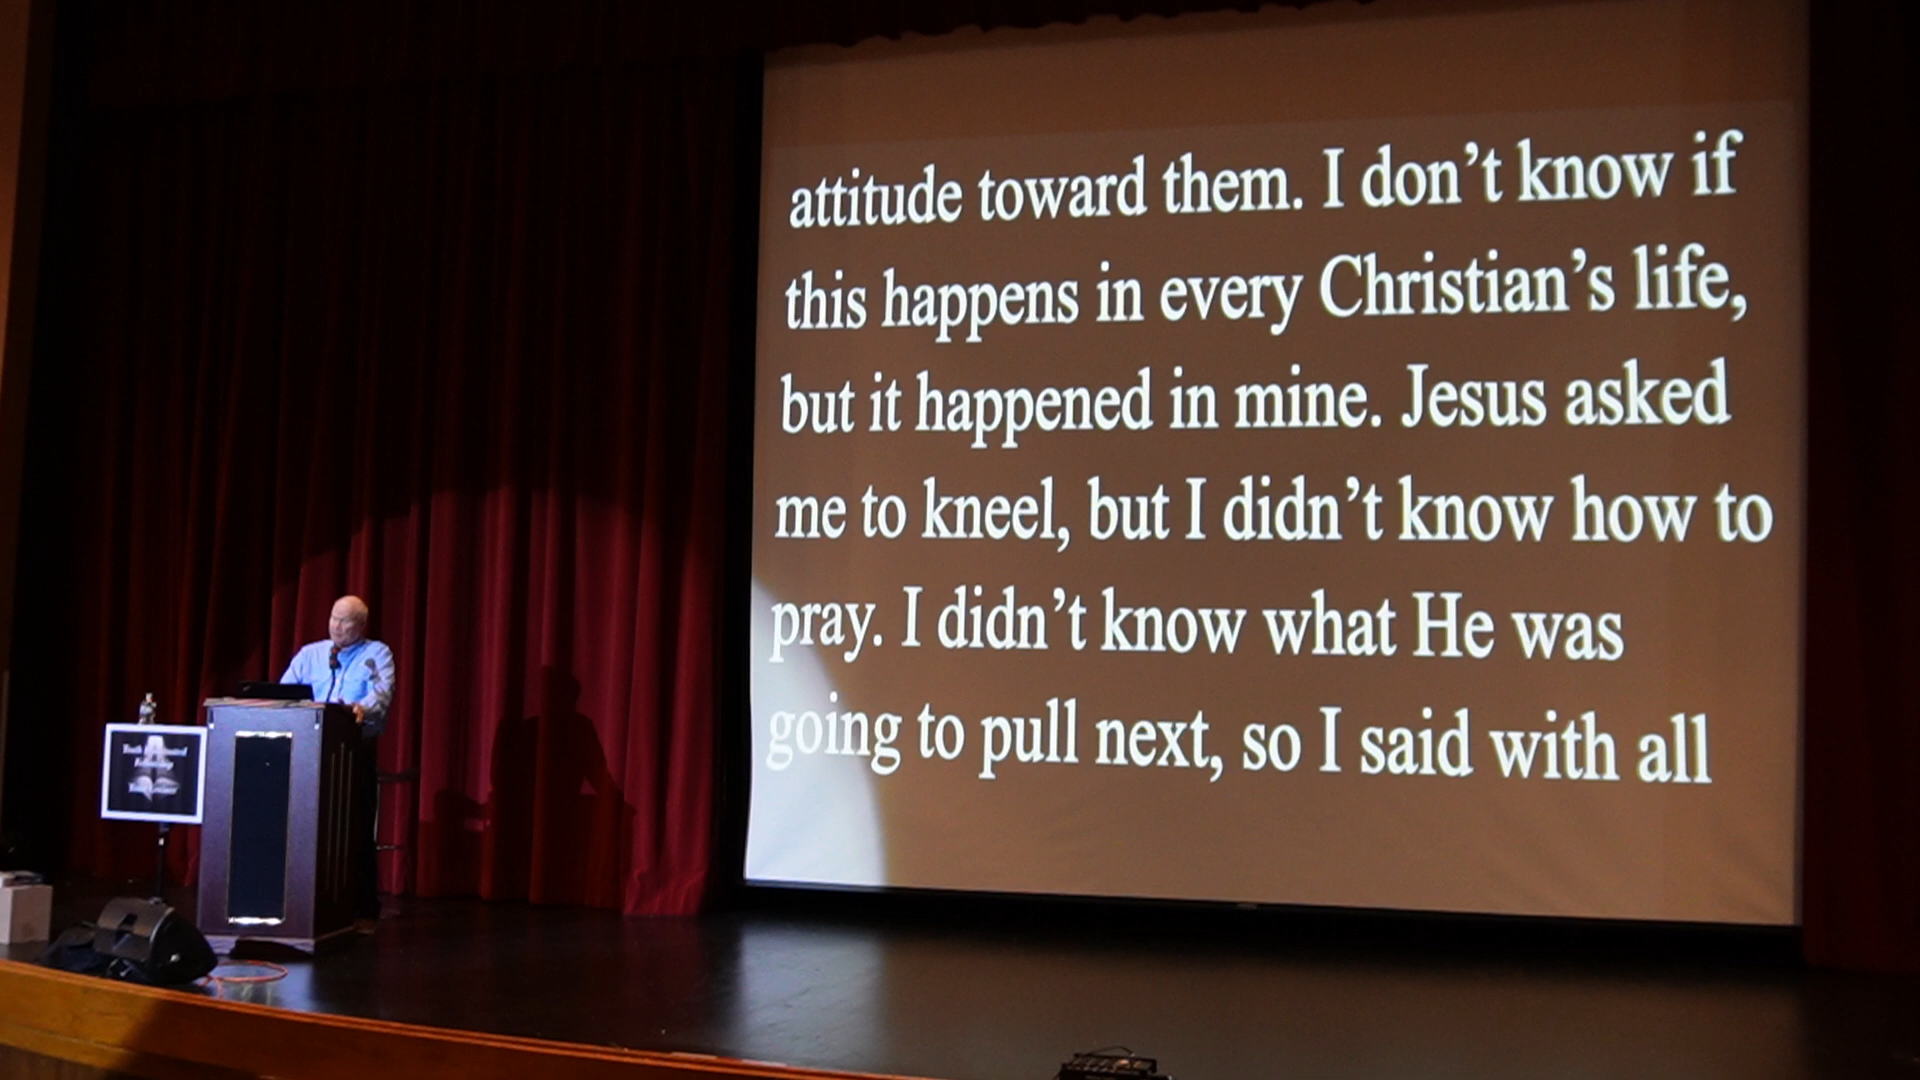 attitude toward them. I don’t know if
this happens in every Christian’s life,
but it happened in mine. Jesus asked
me to kneel, but I didn’t know how to
pray. I didn’t know what He was
going to pull next, so I said with all
Fellowship